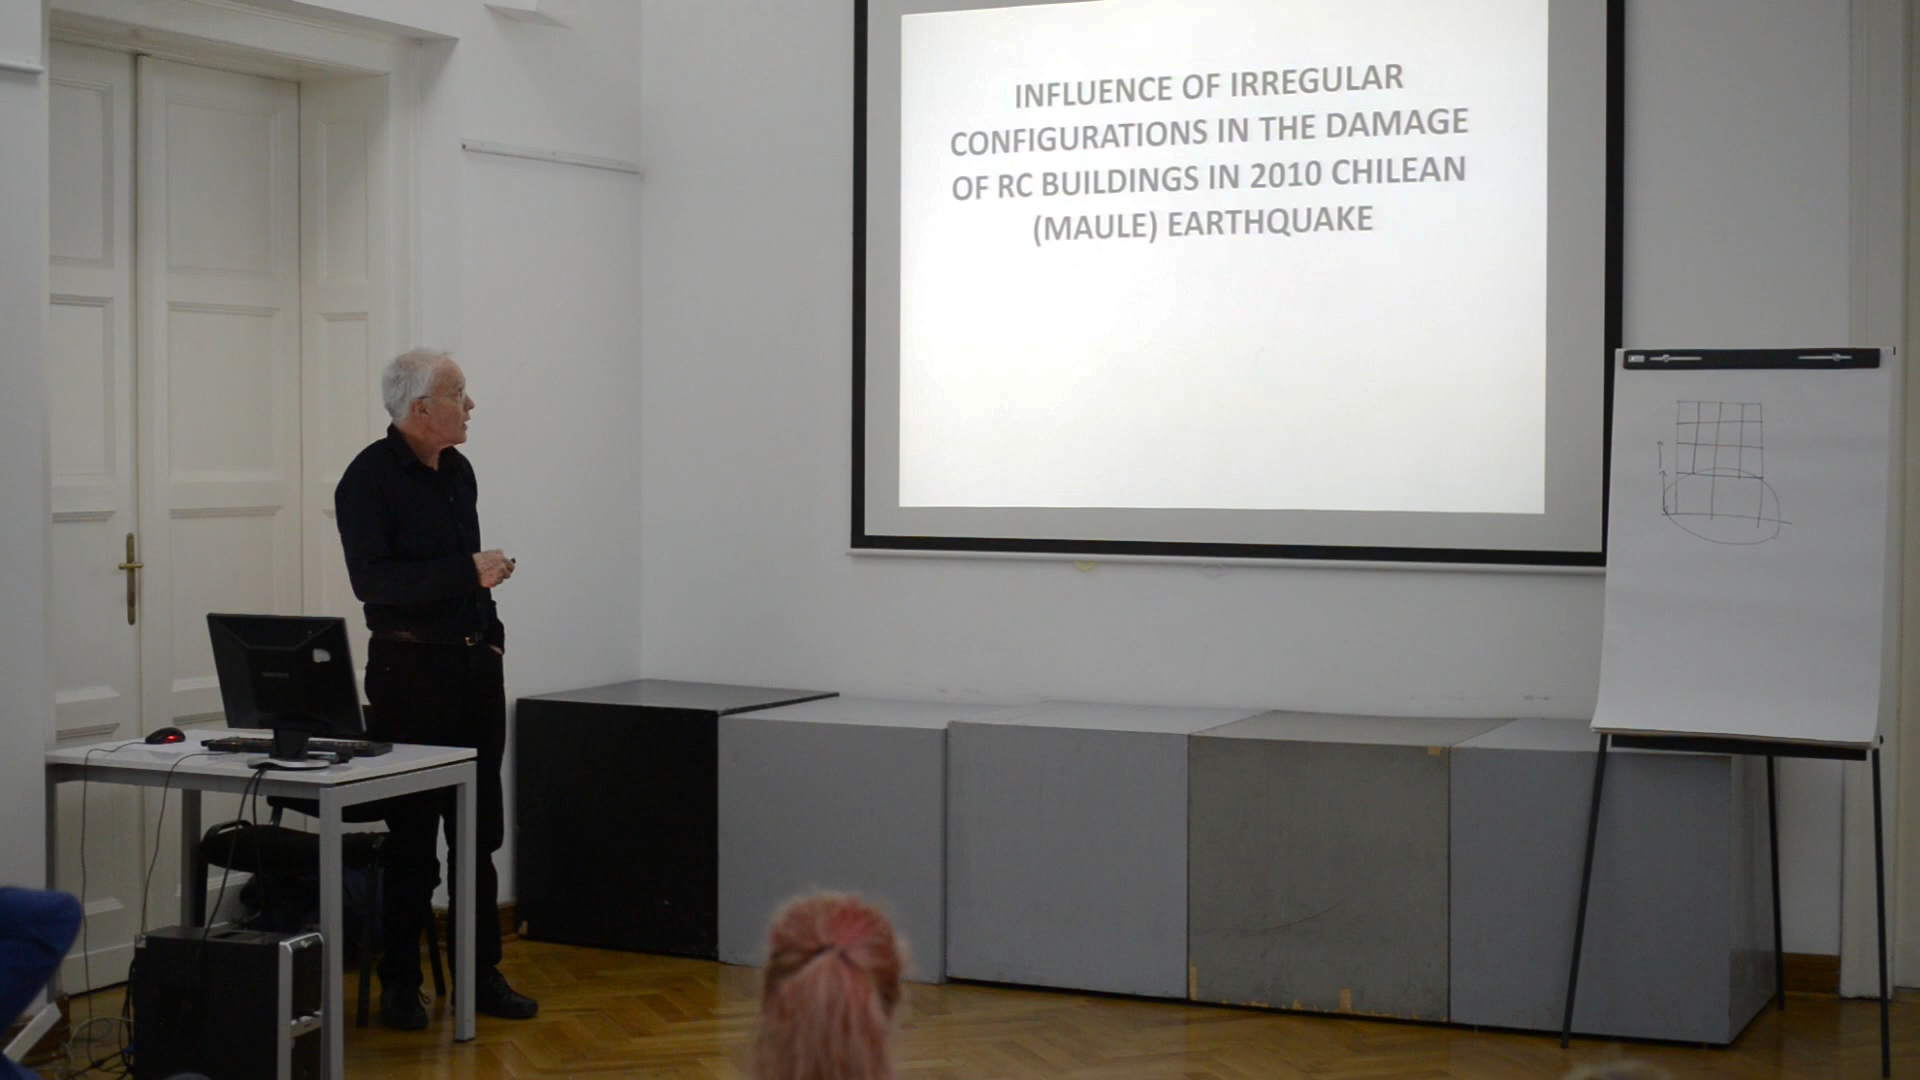 INFLUENCE OF IRREGULAR
CONFIGURATIONS IN THE DAMAGE
OF RC BUILDINGS IN 2010 CHILEAN
(MAULE) EARTHQUAKE